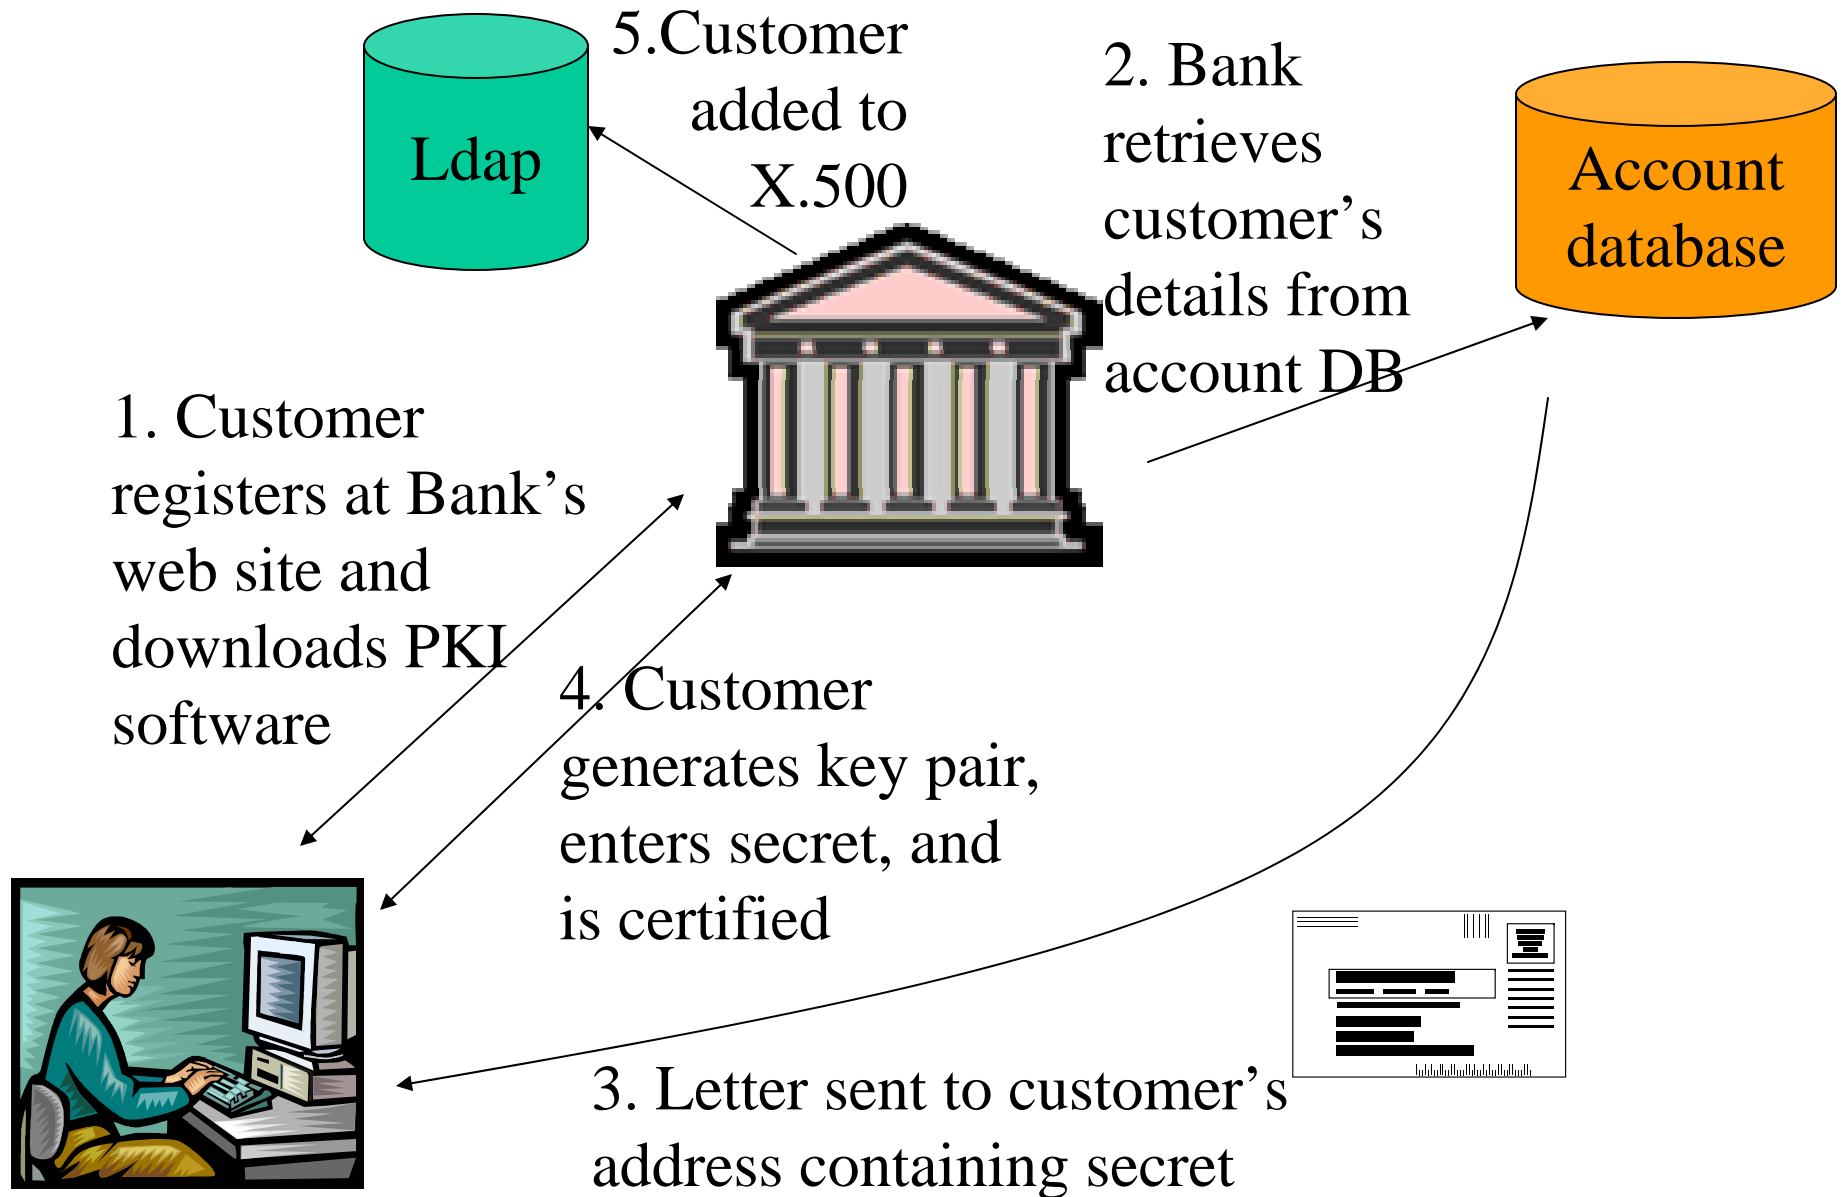 5.Customer
added to
X.500
Ldap
2. Bank
retrieves
customer’s
details from
account DB
Account
database
1. Customer
registers at Bank’s
web site and
downloads PKI
software
4. Customer
generates key pair,
enters secret, and
is certified
3. Letter sent to customer’s
address containing secret